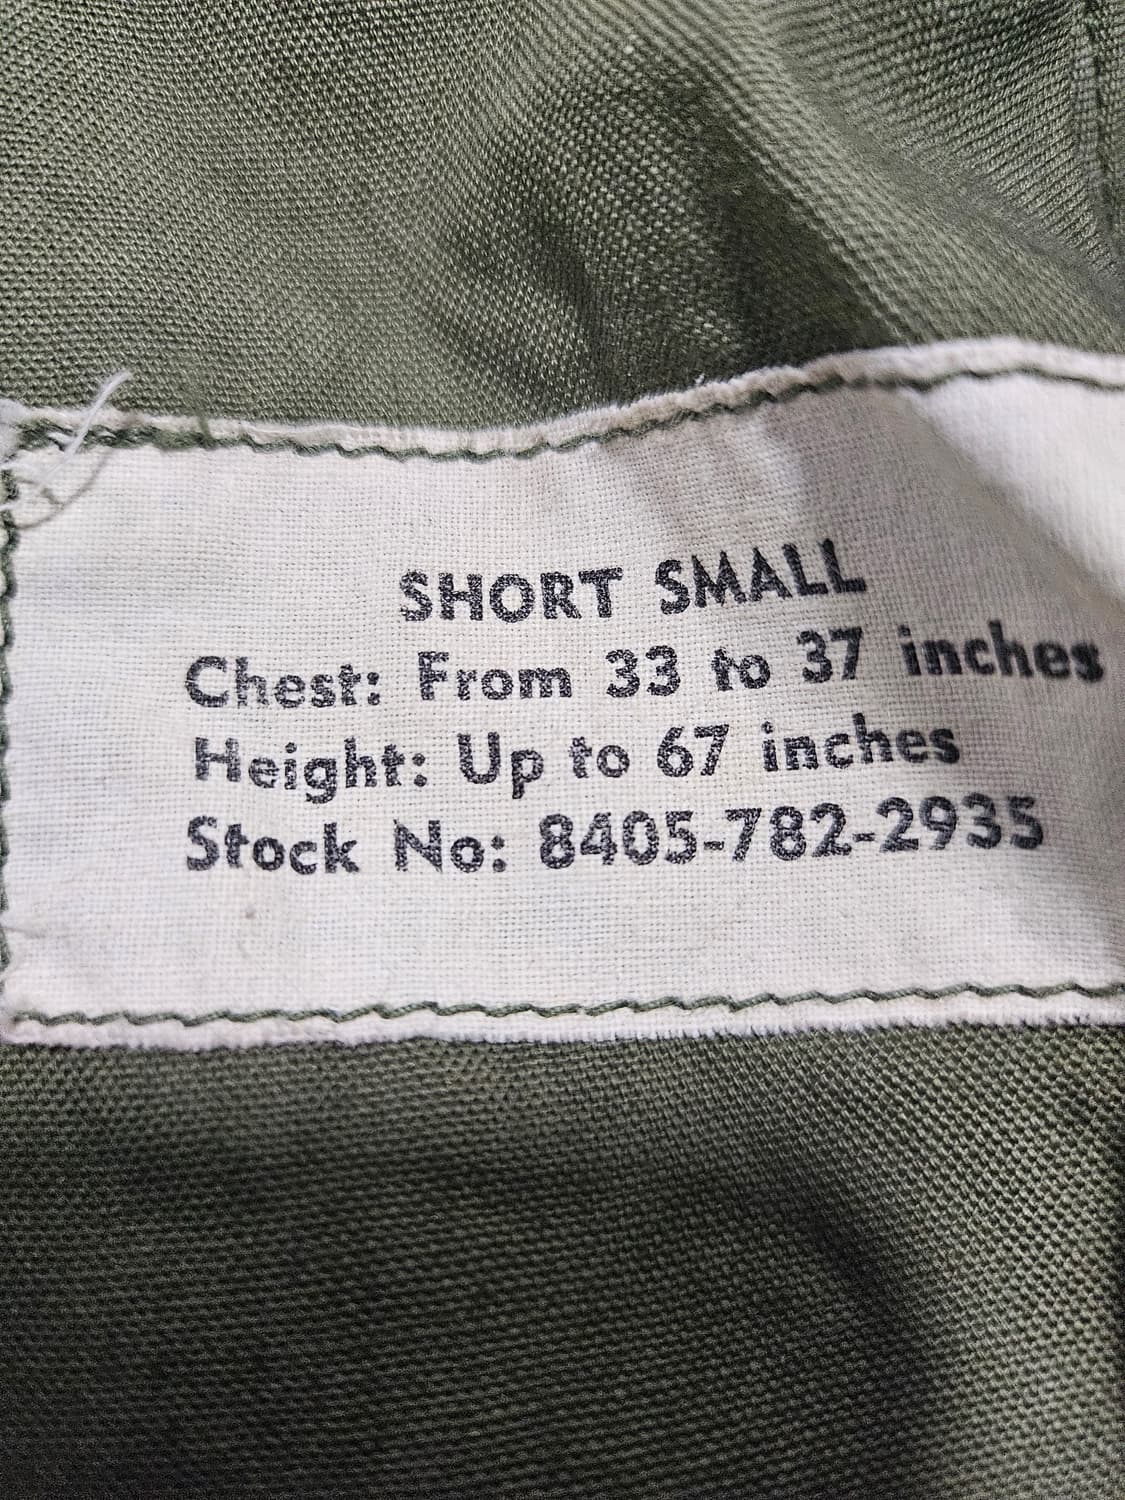 SHORT SMALL
Chest: From 33 to 37 inches
Height: Up to 67 inches
Stock No: 8405-782-2935